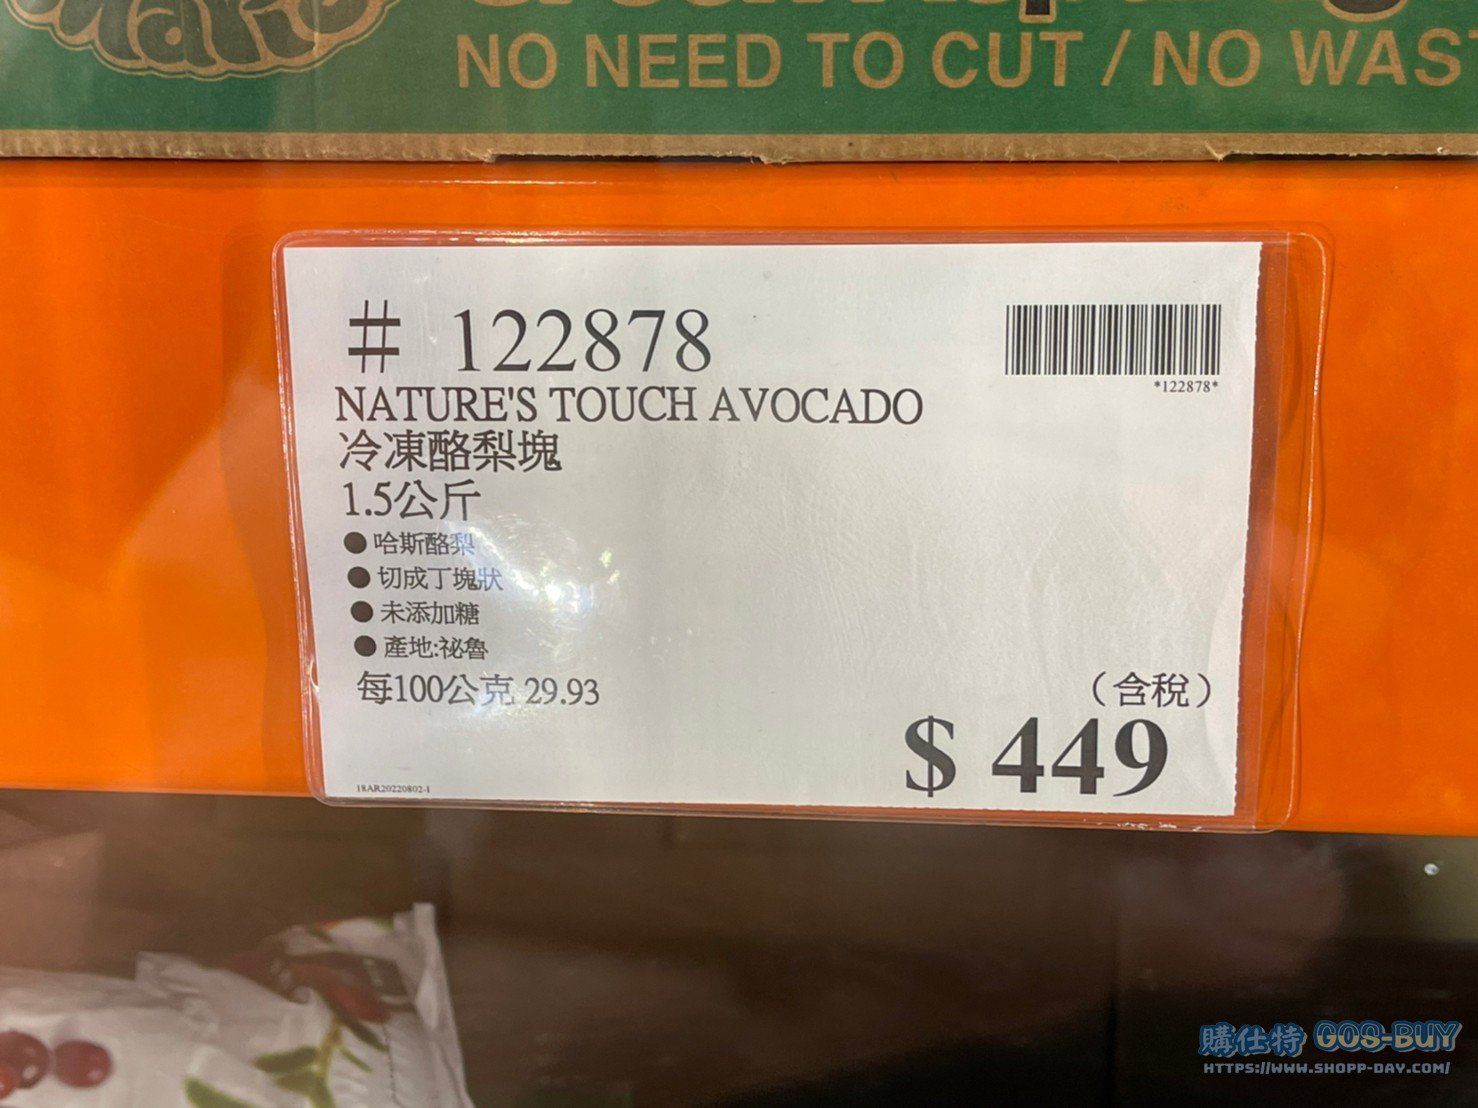 NO NEED TO CUT / NO WAS
# 122878
*122878*
NATURE'S TOUCH AVOCADO
冷凍酪梨塊
1.5公斤
●哈斯酪梨
●切成丁塊狀
●未添加糖
●產地:祕魯
每100公克 29.93
（含稅）
$ 449
18AR20220802-1
購仕特 GOS-BUY
HTTPS://WWW.SHOPP-DAY.COM/